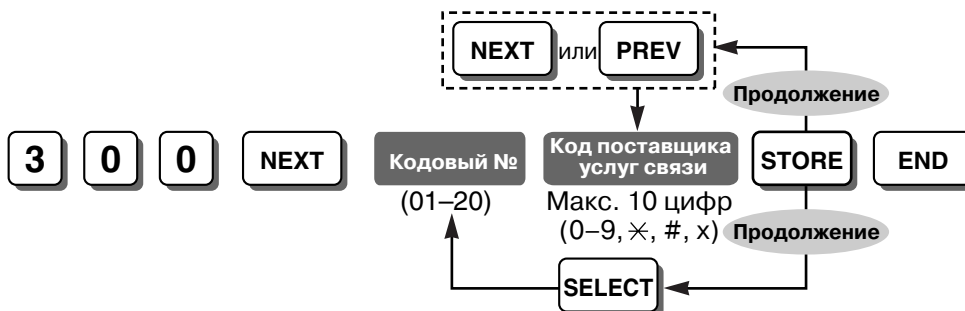 NEXT или PREV
Продолжение
3 0 0 NEXT Кодовый № Код поставщика услуг связи STORE END
(01–20)
Макс. 10 цифр
(0–9, ✳, #, x)
Продолжение
SELECT